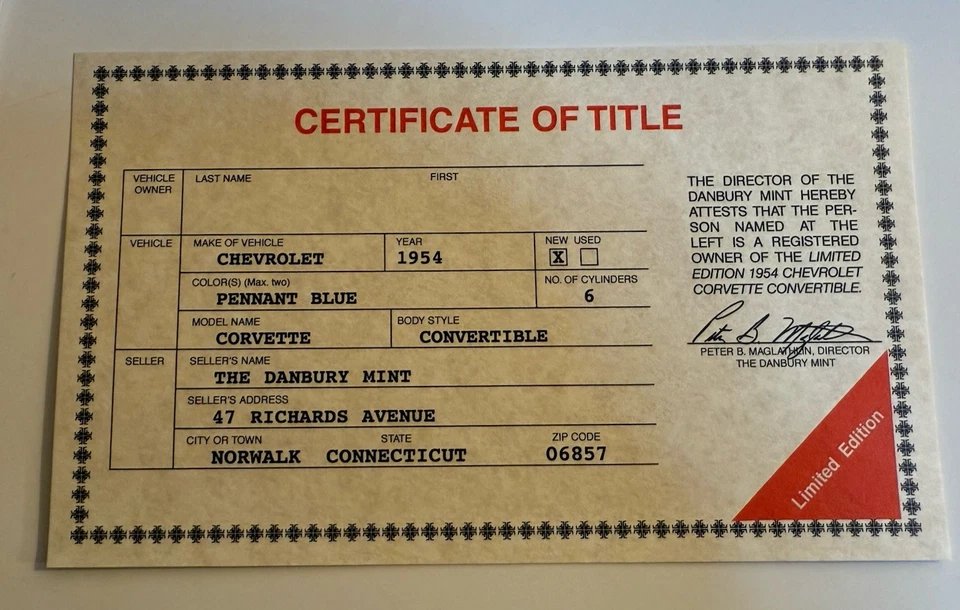 CERTIFICATE OF TITLE
VEHICLE OWNER
LAST NAME FIRST
VEHICLE
MAKE OF VEHICLE YEAR NEW USED
CHEVROLET 1954 X
COLOR(S) (Max. two) NO. OF CYLINDERS
PENNANT BLUE 6
MODEL NAME BODY STYLE
CORVETTE CONVERTIBLE
SELLER
SELLER'S NAME
THE DANBURY MINT
SELLER'S ADDRESS
47 RICHARDS AVENUE
CITY OR TOWN STATE ZIP CODE
NORWALK CONNECTICUT 06857
THE DIRECTOR OF THE
DANBURY MINT HEREBY
ATTESTS THAT THE PER-
SON NAMED AT THE
LEFT IS A REGISTERED
OWNER OF THE LIMITED
EDITION 1954 CHEVROLET
CORVETTE CONVERTIBLE.
Peter B. Maglathlin
PETER B. MAGLATHLIN, DIRECTOR
THE DANBURY MINT
Limited Edition